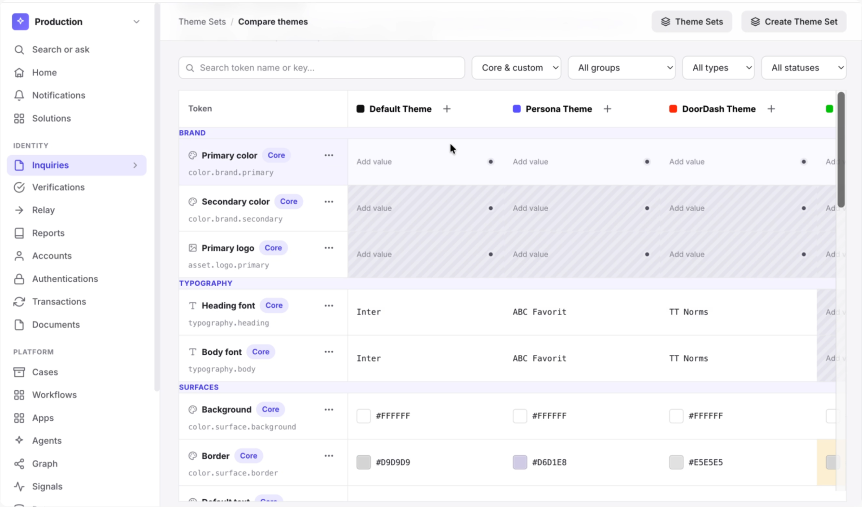 Production
Theme Sets / Compare themes
Theme Sets
Create Theme Set
Search or ask
Home
Notifications
Solutions
IDENTITY
Inquiries
Verifications
Relay
Reports
Accounts
Authentications
Transactions
Documents
PLATFORM
Cases
Workflows
Apps
Agents
Graph
Signals
Search token name or key...
Core & custom
All groups
All types
All statuses
Token
Default Theme +
Persona Theme +
DoorDash Theme +
BRAND
Primary color Core ...
color.brand.primary
Add value
Add value
Add value
Secondary color Core ...
color.brand.secondary
Add value
Add value
Add value
Primary logo Core ...
asset.logo.primary
Add value
Add value
Add value
TYPOGRAPHY
Heading font Core ...
typography.heading
Inter
ABC Favorit
TT Norms
Body font Core ...
typography.body
Inter
ABC Favorit
TT Norms
SURFACES
Background Core ...
color.surface.background
#FFFFFF
#FFFFFF
#FFFFFF
Border Core ...
color.surface.border
#D9D9D9
#D6D1E8
#E5E5E5
Default text Core